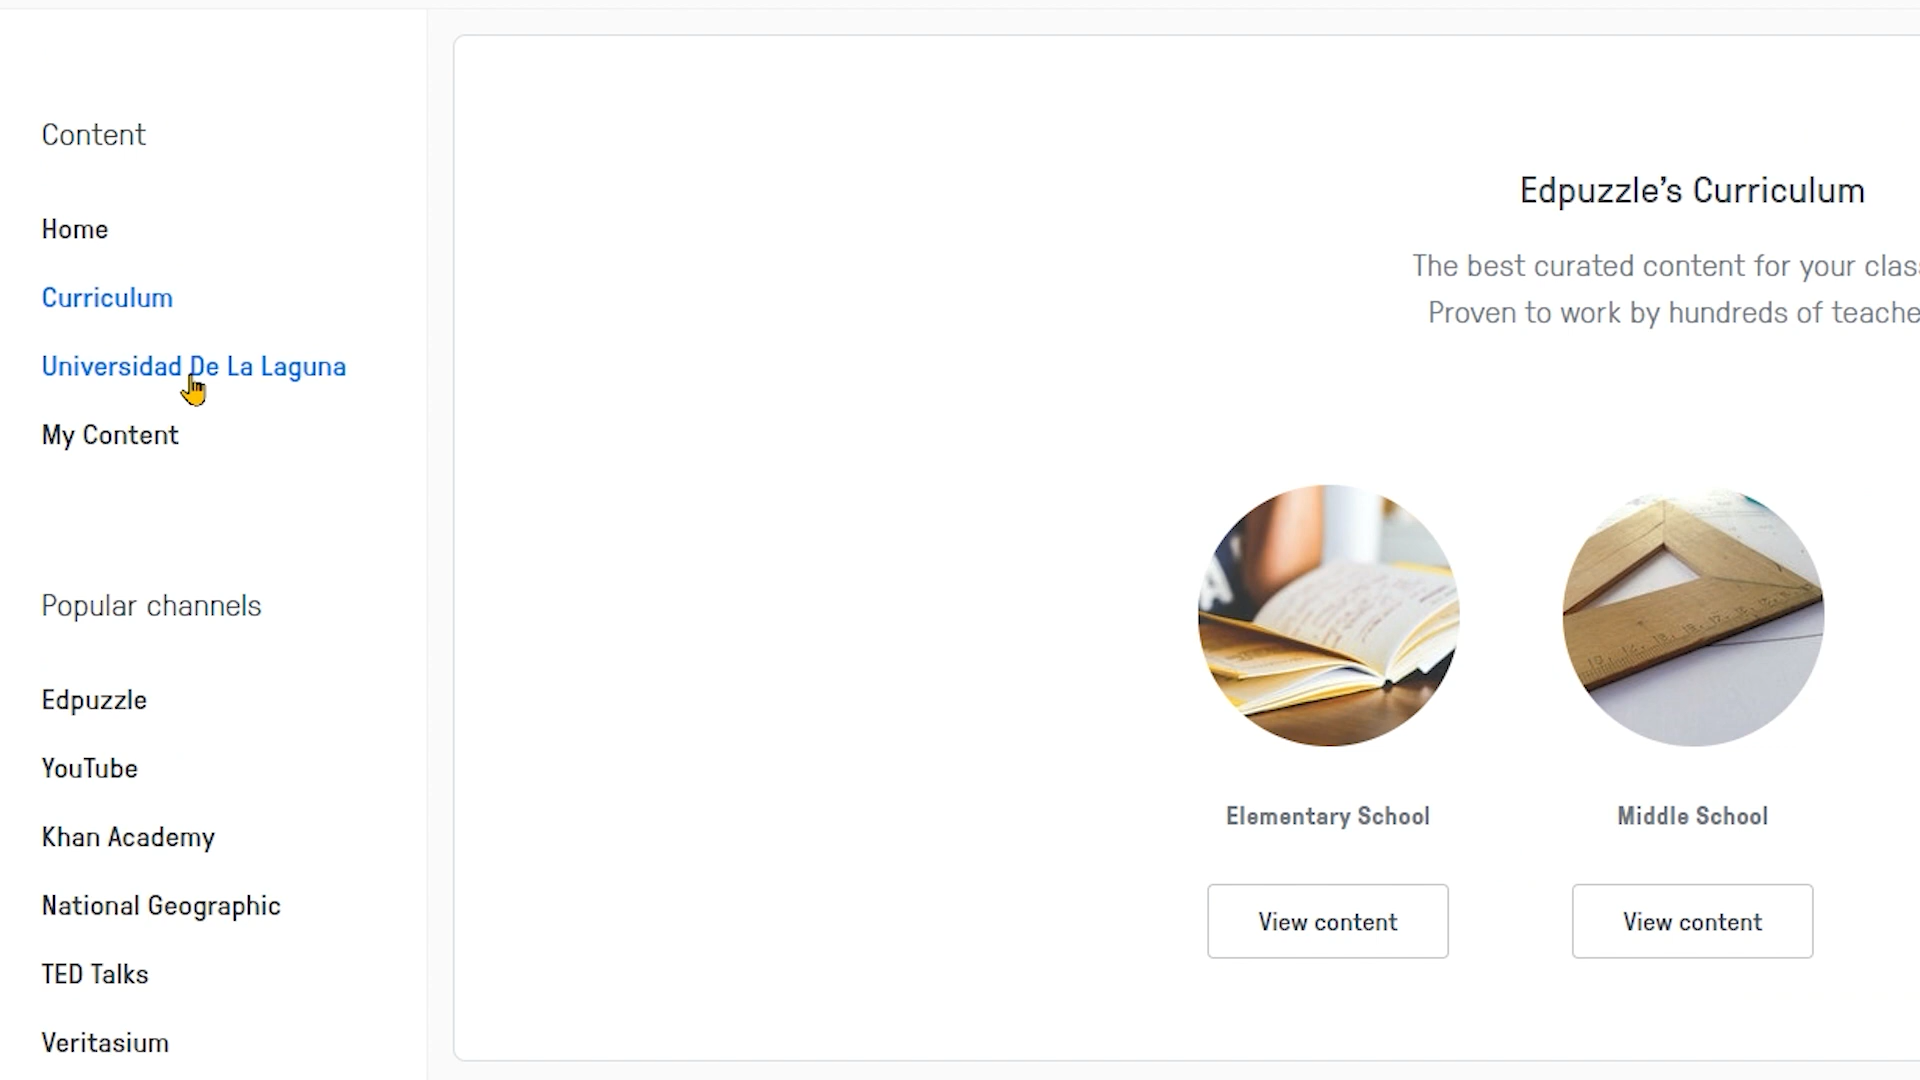 Content
Home
Curriculum
Universidad De La Laguna
My Content
Popular channels
Edpuzzle
YouTube
Khan Academy
National Geographic
TED Talks
Veritasium
Edpuzzle’s Curriculum
The best curated content for your
Proven to work by hundreds of
Elementary School
Middle School
View content
View content